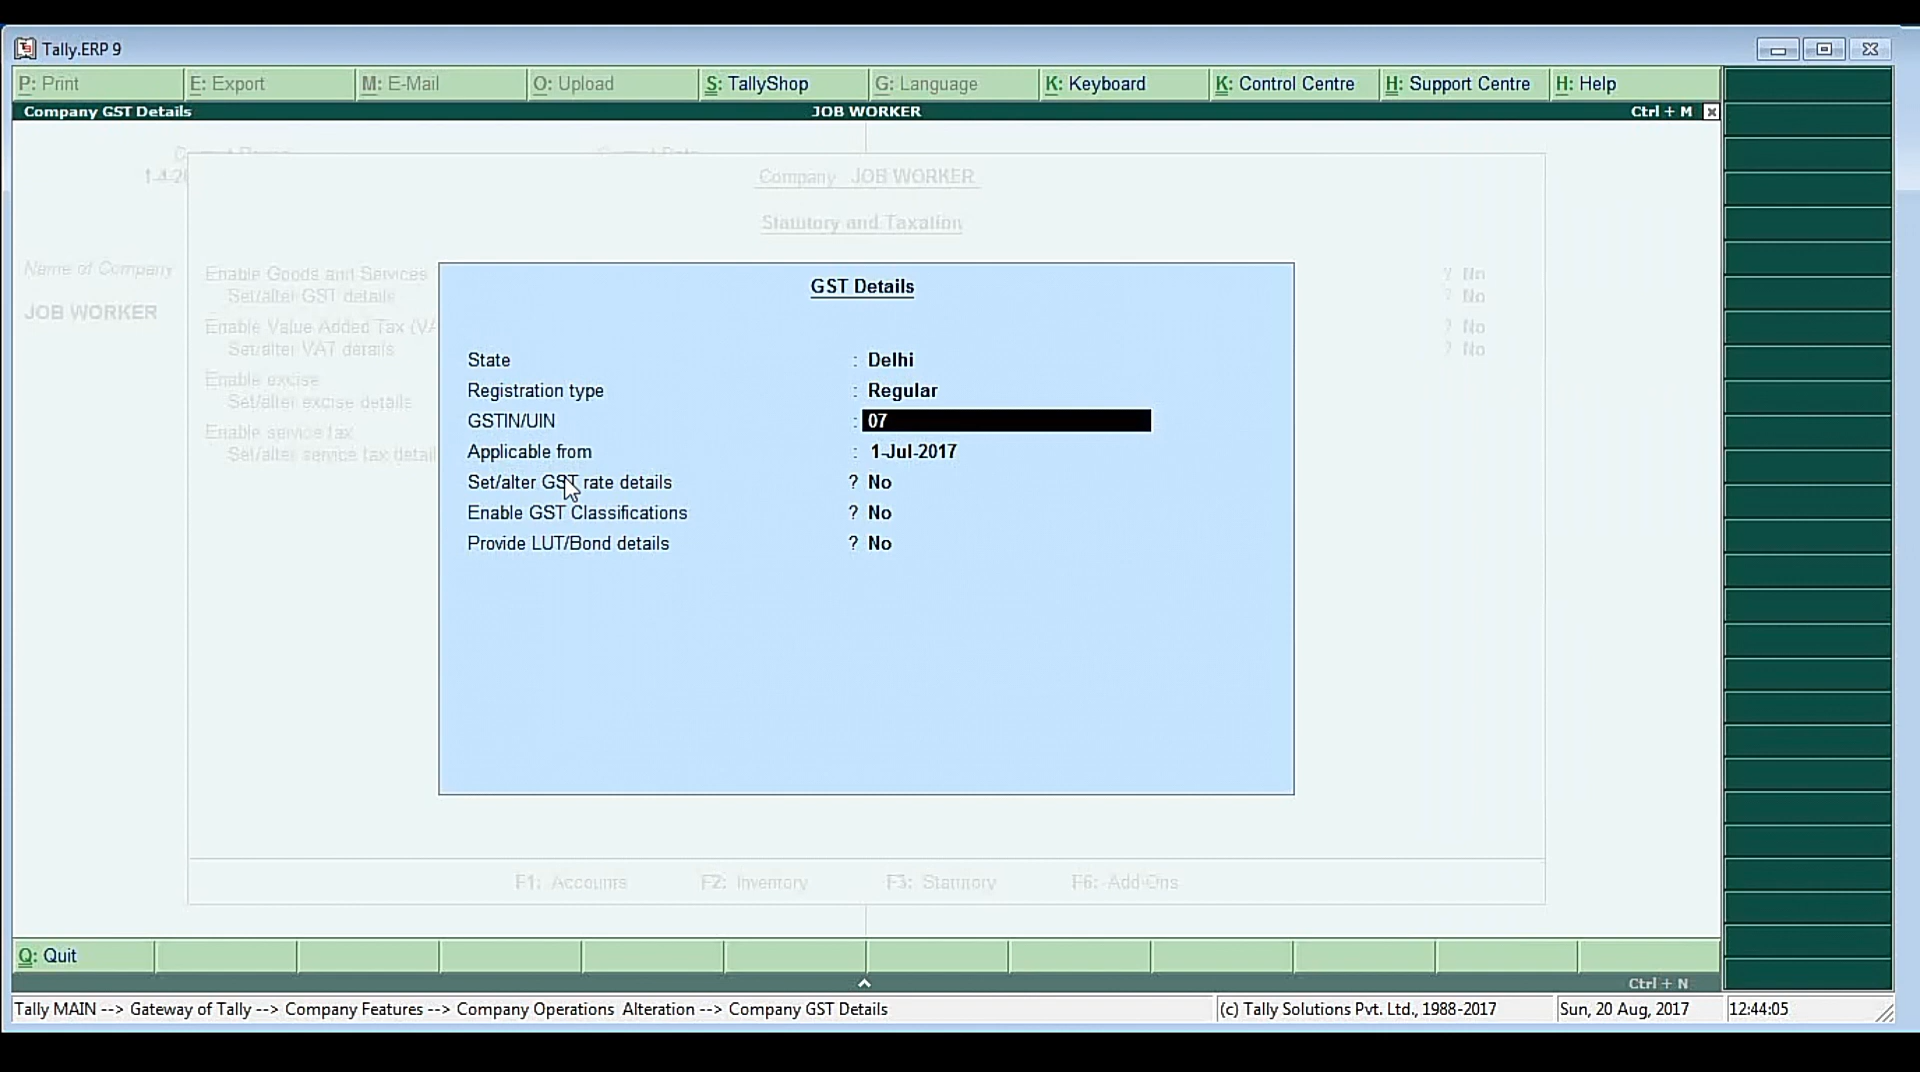 Tally.ERP 9
P: Print E: Export M: E-Mail O: Upload S: TallyShop G: Language K: Keyboard K: Control Centre H: Support Centre H: Help
Company GST Details JOB WORKER Ctrl + M
1-4-20
Company JOB WORKER
Statutory and Taxation
Name of Company
JOB WORKER
Enable Goods and Services ? No
Set/alter GST details ? No
Enable Value Added Tax (VA ? No
Set/alter VAT details ? No
Enable excise
Set/alter excise details
Enable service tax
Set/alter service tax detail
GST Details
State : Delhi
Registration type : Regular
GSTIN/UIN : 07
Applicable from : 1-Jul-2017
Set/alter GST rate details ? No
Enable GST Classifications ? No
Provide LUT/Bond details ? No
F1: Accounts F2: Inventory F3: Statutory F6: Add-Ons
Q: Quit
Ctrl + N
Tally MAIN --> Gateway of Tally --> Company Features --> Company Operations Alteration --> Company GST Details (c) Tally Solutions Pvt. Ltd., 1988-2017 Sun, 20 Aug, 2017 12:44:05